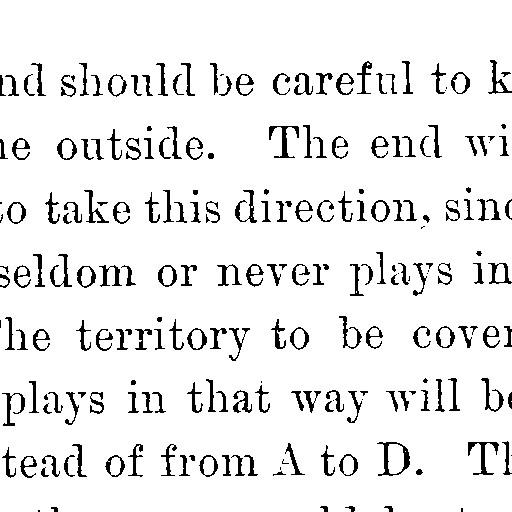 nd should be careful to k
ne outside. The end wi
to take this direction, sinc
seldom or never plays in
The territory to be cover
plays in that way will be
tead of from A to D. Th